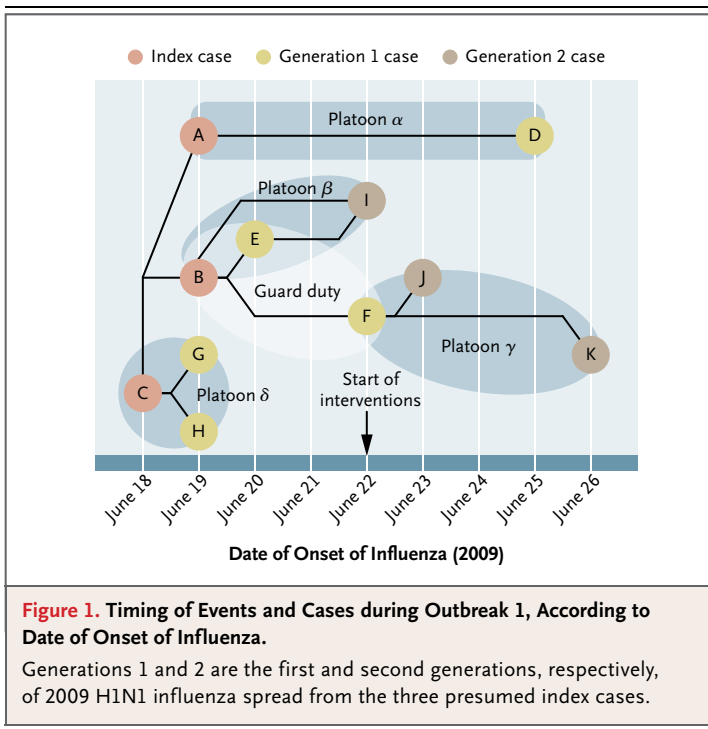 Index case
Generation 1 case
Generation 2 case
Platoon α
A
D
Platoon β
I
E
B
Guard duty
J
F
G
Platoon γ
K
C
Platoon δ
Start of
interventions
H
June 18
June 19
June 20
June 21
June 22
June 23
June 24
June 25
June 26
Date of Onset of Influenza (2009)
Figure 1. Timing of Events and Cases during Outbreak 1, According to
Date of Onset of Influenza.
Generations 1 and 2 are the first and second generations, respectively,
of 2009 H1N1 influenza spread from the three presumed index cases.